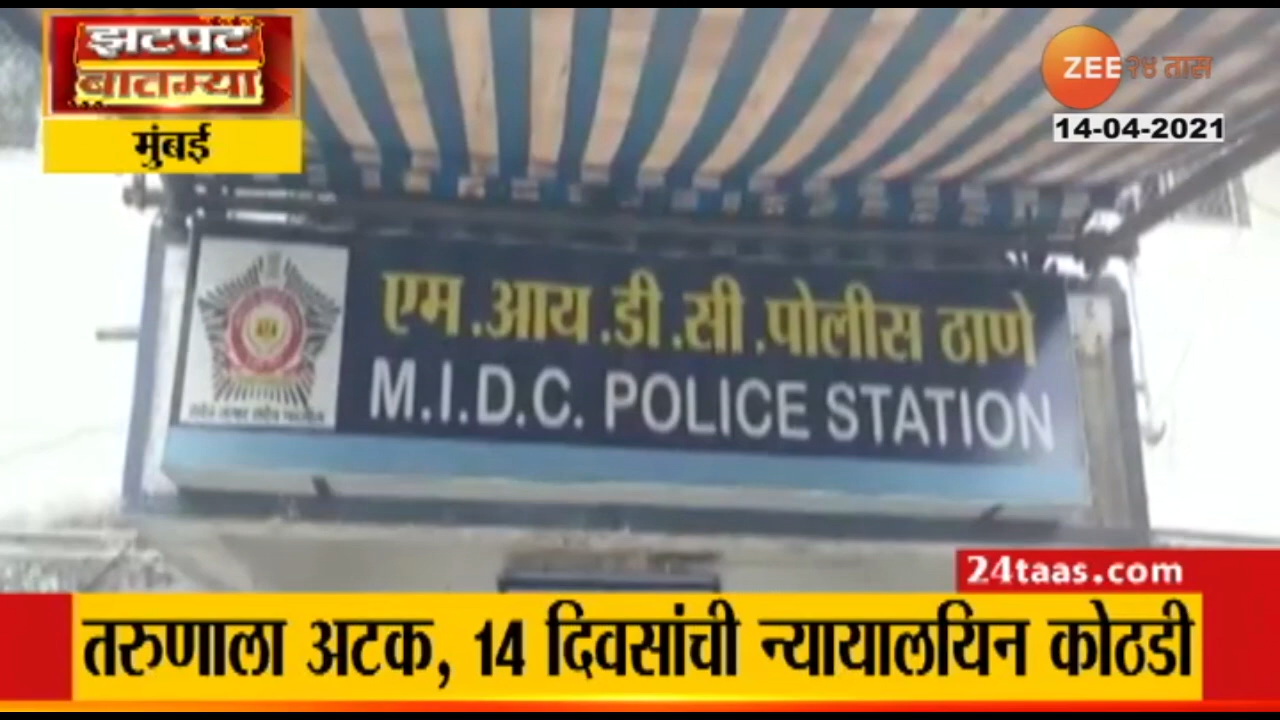 झटपट
बातम्या
मुंबई
ZEE २४ तास
14-04-2021
एम.आय.डी.सी.पोलीस ठाणे
M.I.D.C. POLICE STATION
24taas.com
तरुणाला अटक, 14 दिवसांची न्यायालयिन कोठडी